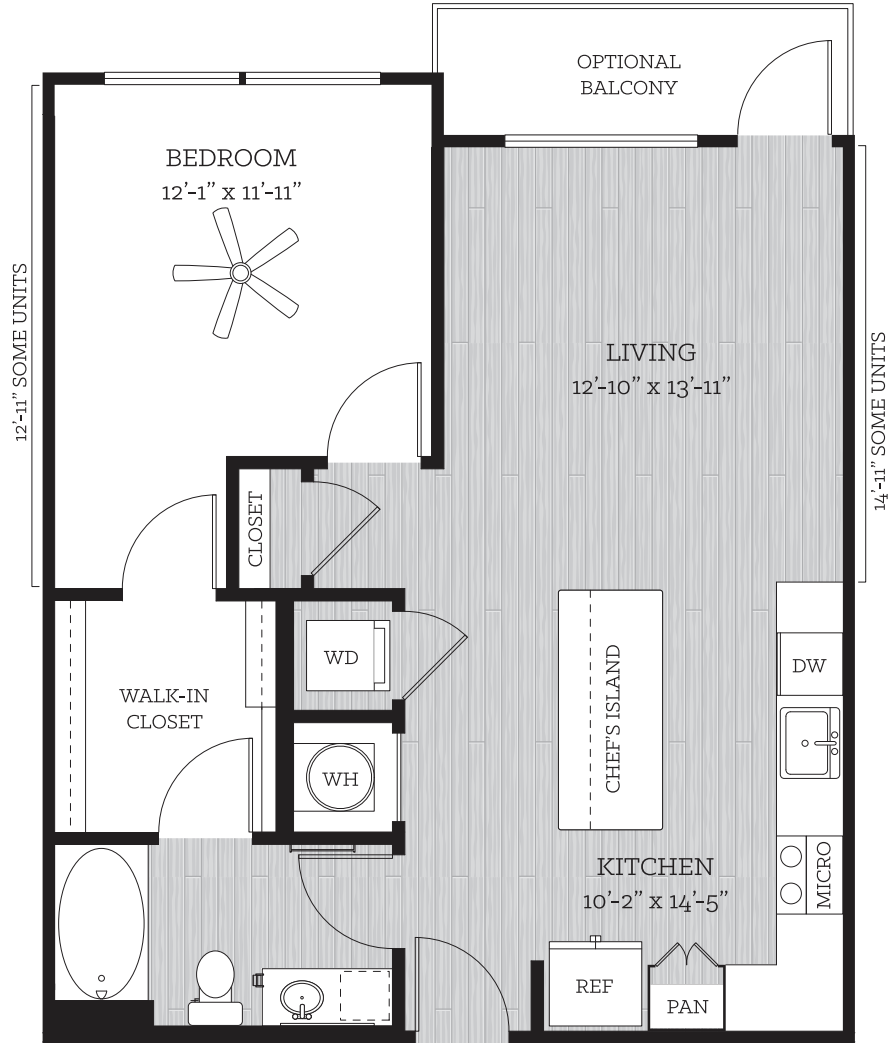 OPTIONAL
BALCONY
BEDROOM
12’-1” x 11’-11”
12’-11” SOME UNITS
LIVING
12’-10” x 13’-11”
14’-11” SOME UNITS
CLOSET
WD
DW
WALK-IN
CLOSET
CHEF’S ISLAND
WH
KITCHEN
10’-2” x 14’-5”
MICRO
REF
PAN